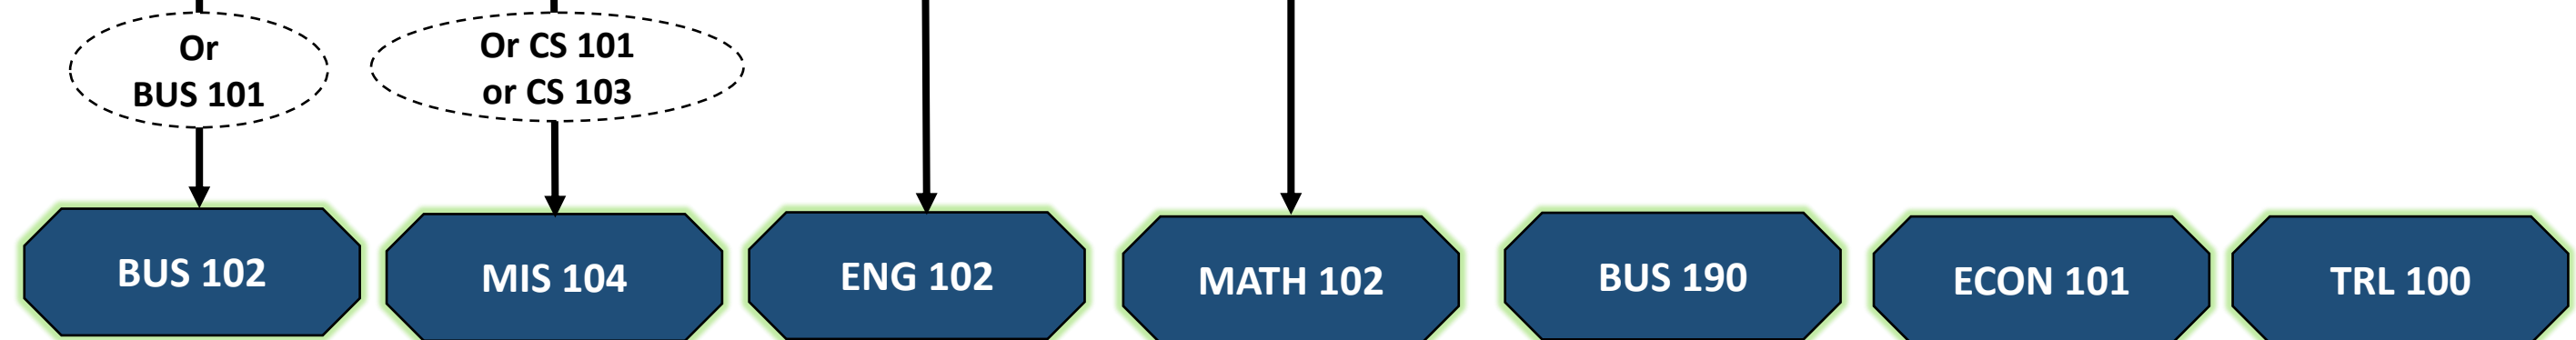 Or
BUS 101
Or CS 101
or CS 103
BUS 102
MIS 104
ENG 102
MATH 102
BUS 190
ECON 101
TRL 100